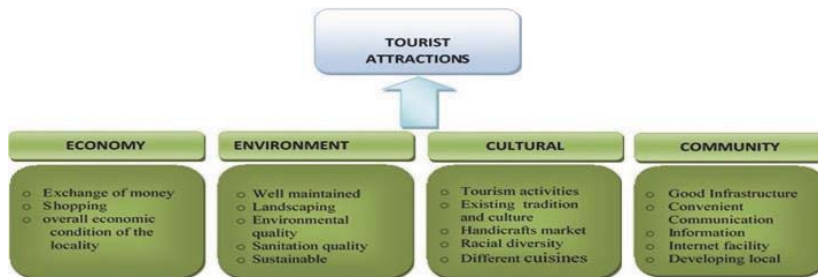 TOURIST
ATTRACTIONS
ECONOMY
○ Exchange of money
○ Shopping
○ overall economic
condition of the
locality
ENVIRONMENT
○ Well maintained
○ Landscaping
○ Environmental
quality
○ Sanitation quality
○ Sustainable
CULTURAL
○ Tourism activities
○ Existing tradition
and culture
○ Handicrafts market
○ Racial diversity
○ Different cuisines
COMMUNITY
○ Good Infrastructure
○ Convenient
Communication
○ Information
○ Internet facility
○ Developing local